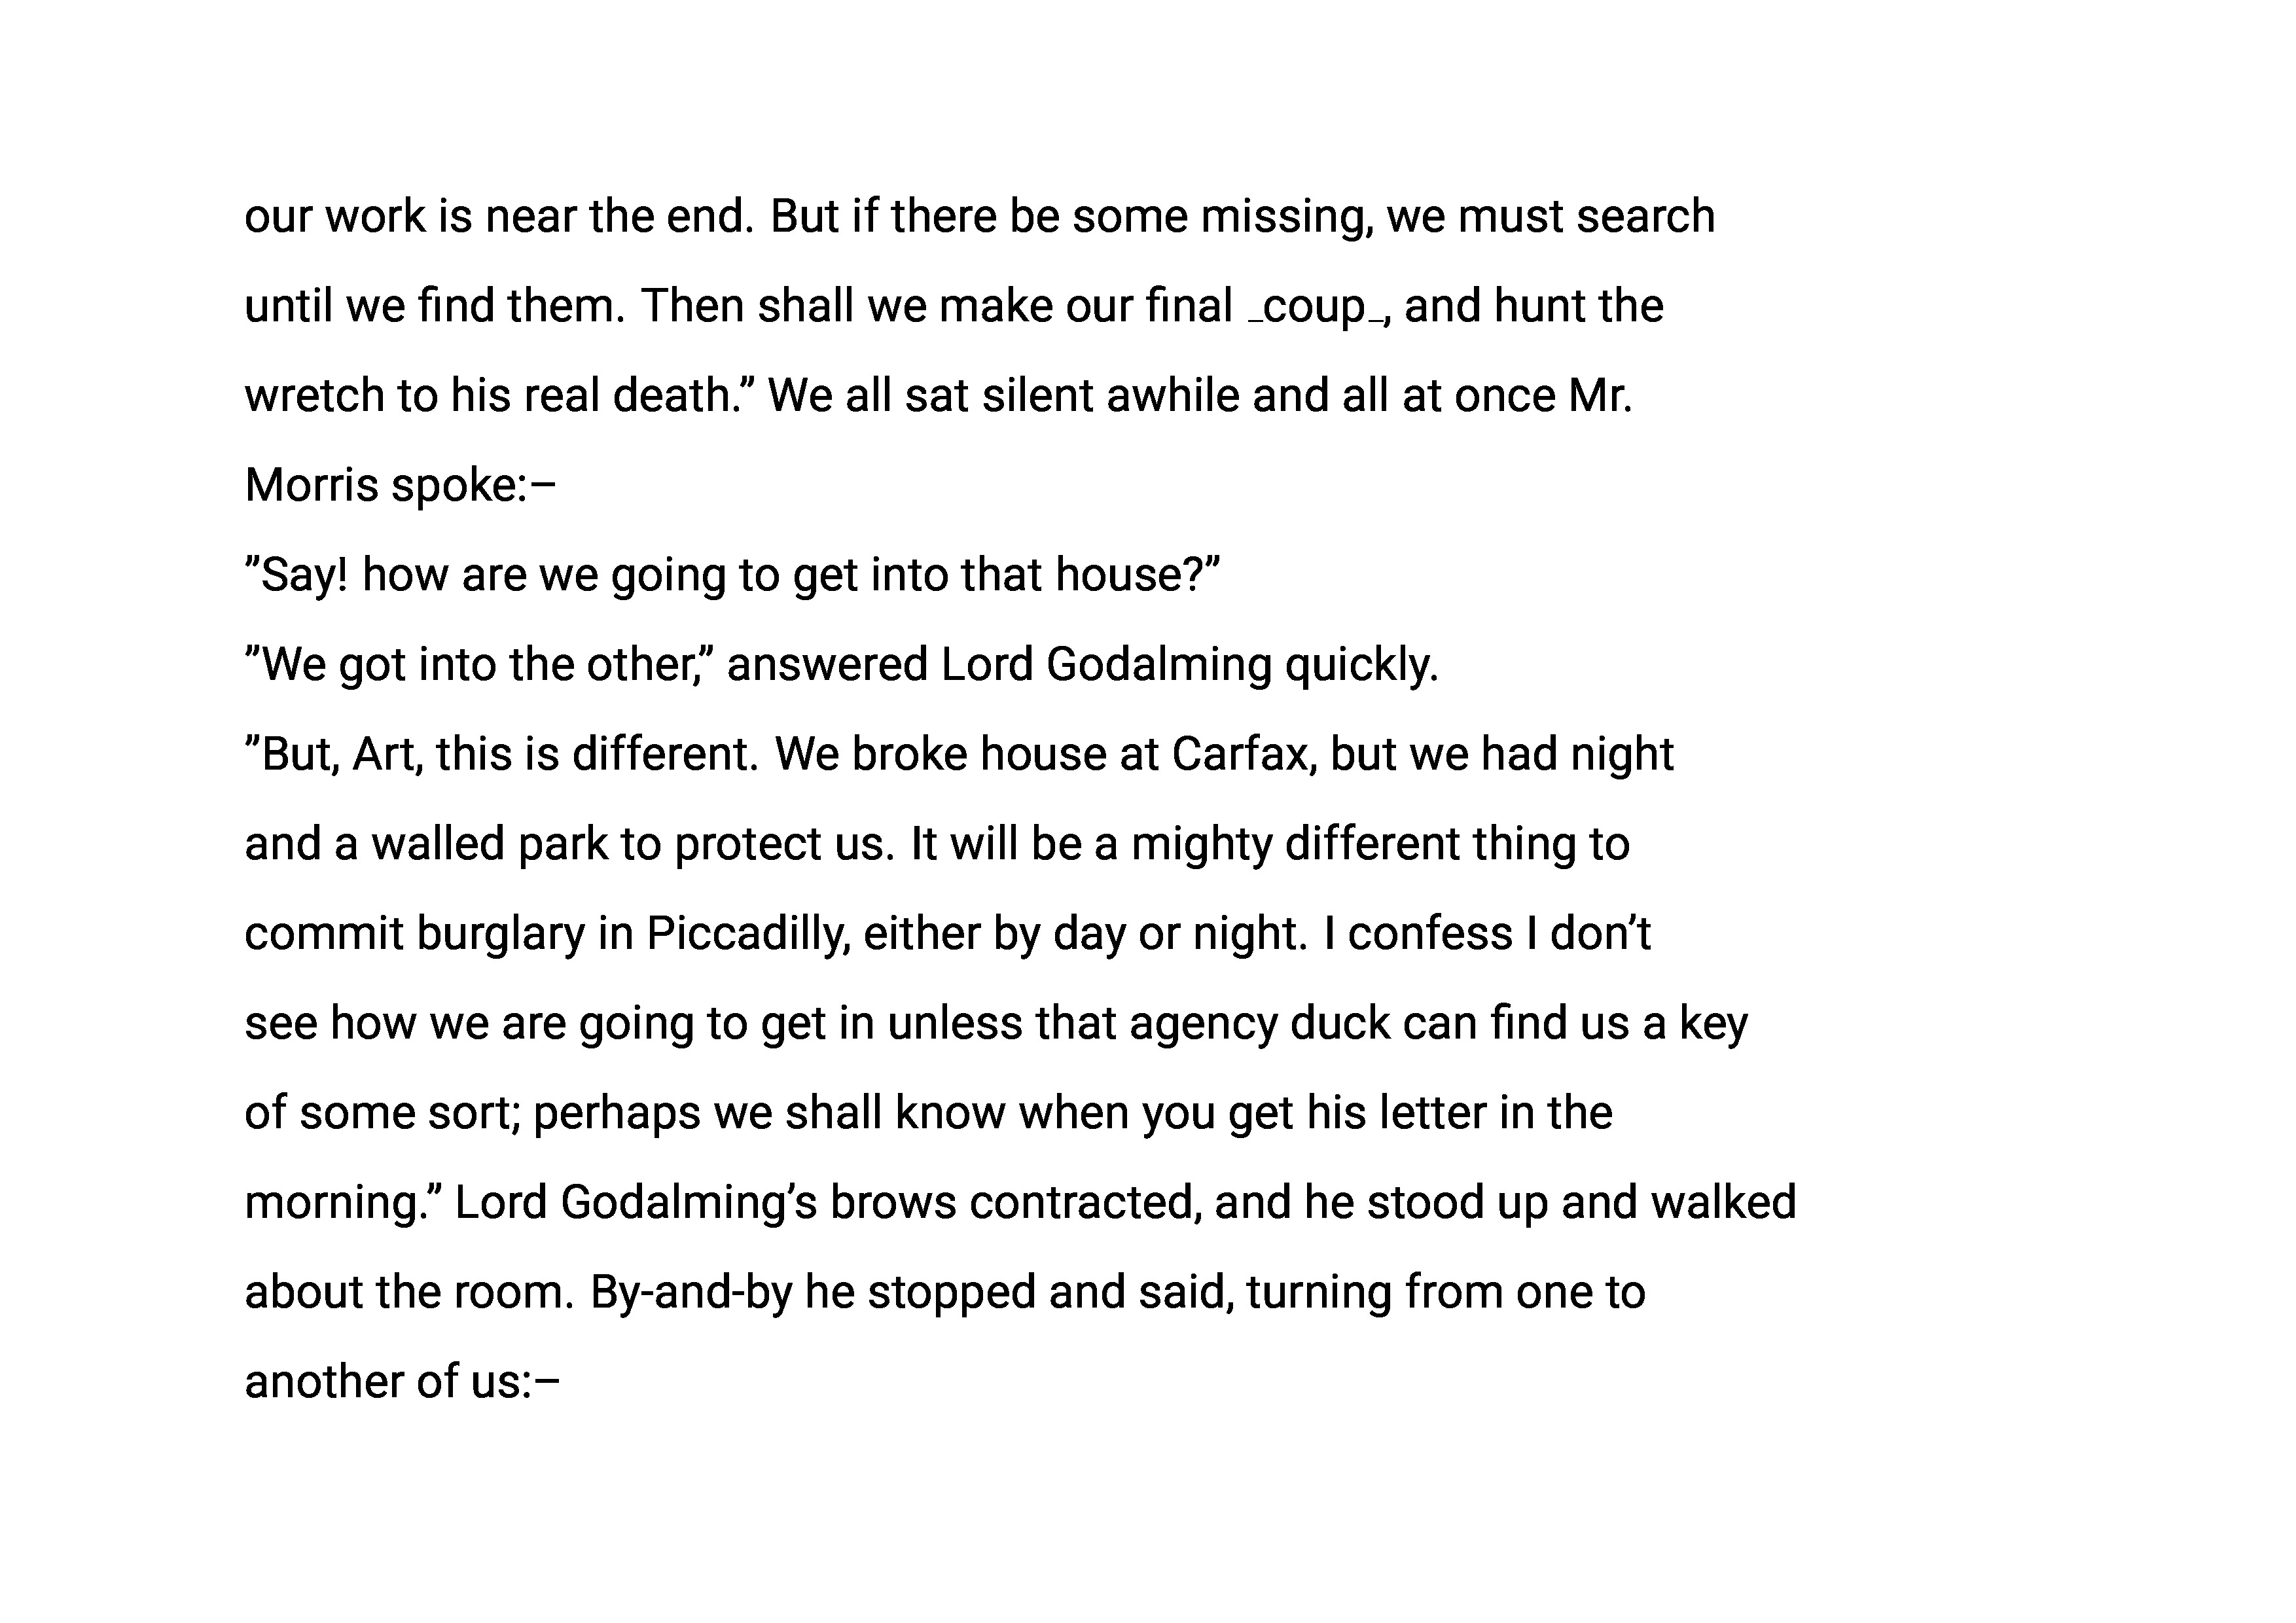 our work is near the end. But if there be some missing, we must search
until we find them. Then shall we make our final _coup_, and hunt the
wretch to his real death.” We all sat silent awhile and all at once Mr.
Morris spoke:–
”Say! how are we going to get into that house?”
”We got into the other,” answered Lord Godalming quickly.
”But, Art, this is different. We broke house at Carfax, but we had night
and a walled park to protect us. It will be a mighty different thing to
commit burglary in Piccadilly, either by day or night. I confess I don’t
see how we are going to get in unless that agency duck can find us a key
of some sort; perhaps we shall know when you get his letter in the
morning.” Lord Godalming’s brows contracted, and he stood up and walked
about the room. By-and-by he stopped and said, turning from one to
another of us:–